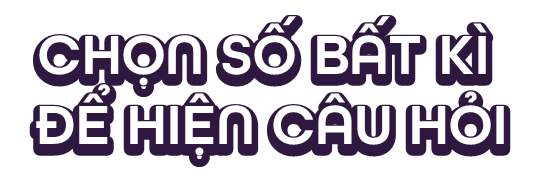 CHỌN SỐ BẤT KÌ
ĐỂ HIỆN CÂU HỎI